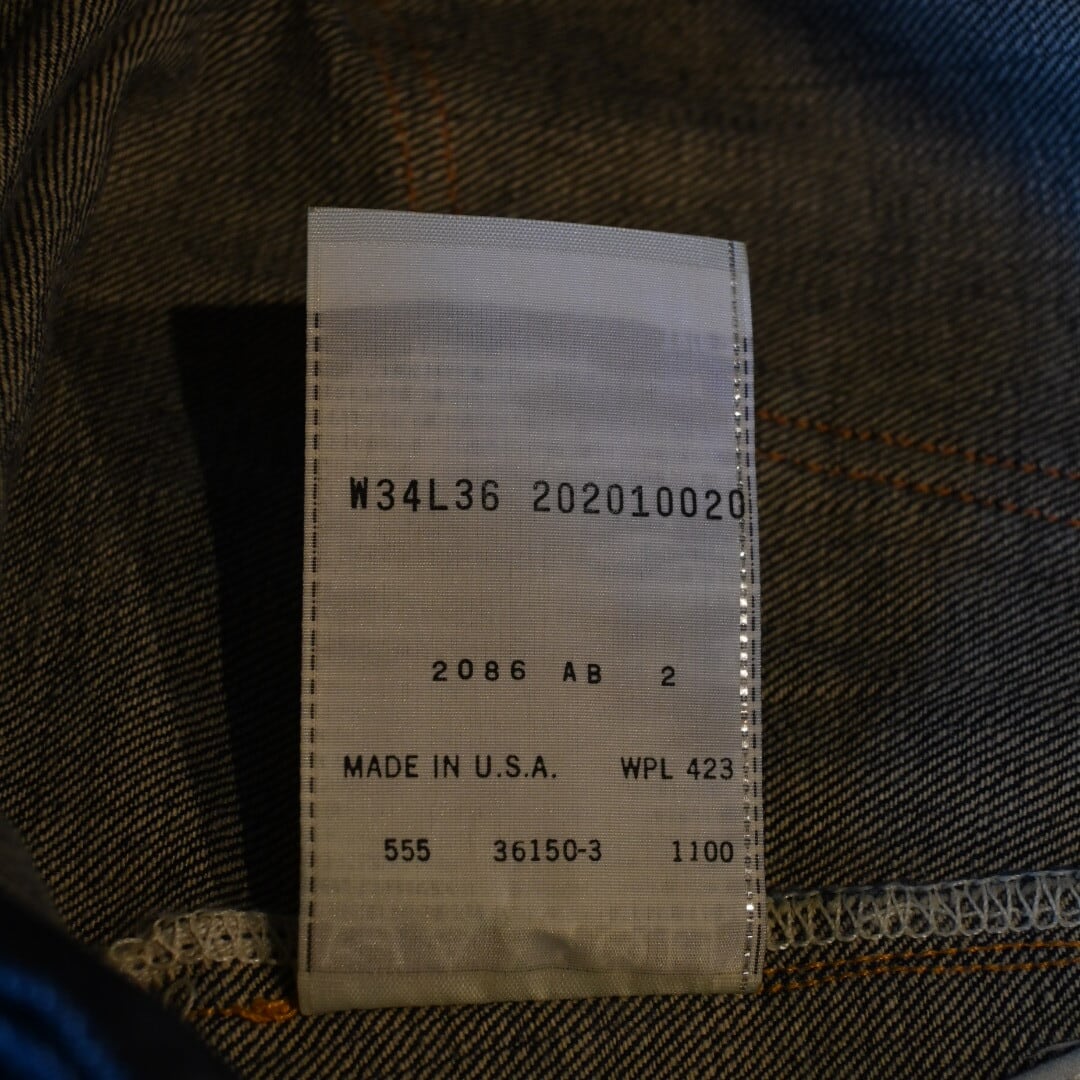 W34L36 202010020
2086 AB 2
MADE IN U.S.A. WPL 423
555 36150-3 1100